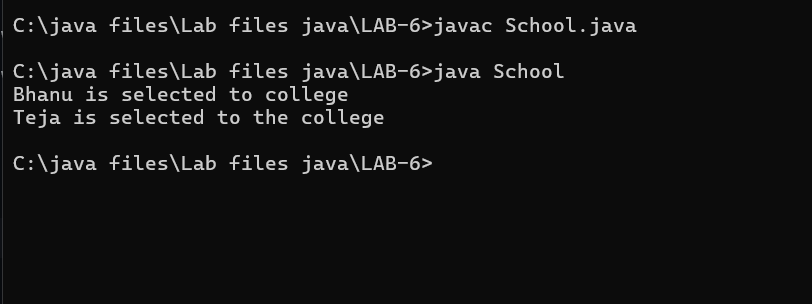 C:\java files\Lab files java\LAB-6>javac School.java
C:\java files\Lab files java\LAB-6>java School
Bhanu is selected to college
Teja is selected to the college
C:\java files\Lab files java\LAB-6>